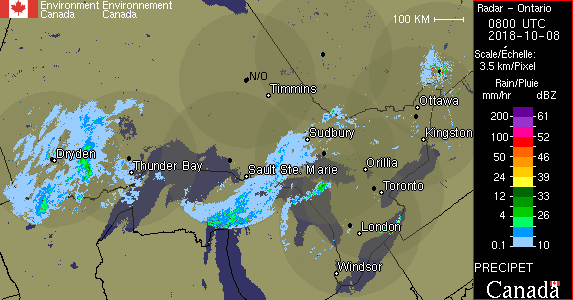 Environment Environnement
Canada Canada
100 KM
N/O
Timmins
Ottawa
Sudbury
Kingston
Dryden
Thunder Bay
Sault Ste. Marie
Orillia
Toronto
London
Windsor
Radar - Ontario
0800 UTC
2018-10-08
Scale/Échelle:
3.5 km/Pixel
Rain/Pluie
mm/hr dBZ
200 61
100 52
50 46
24 39
12 33
4 26
0.1 10
PRECIPET
Canada